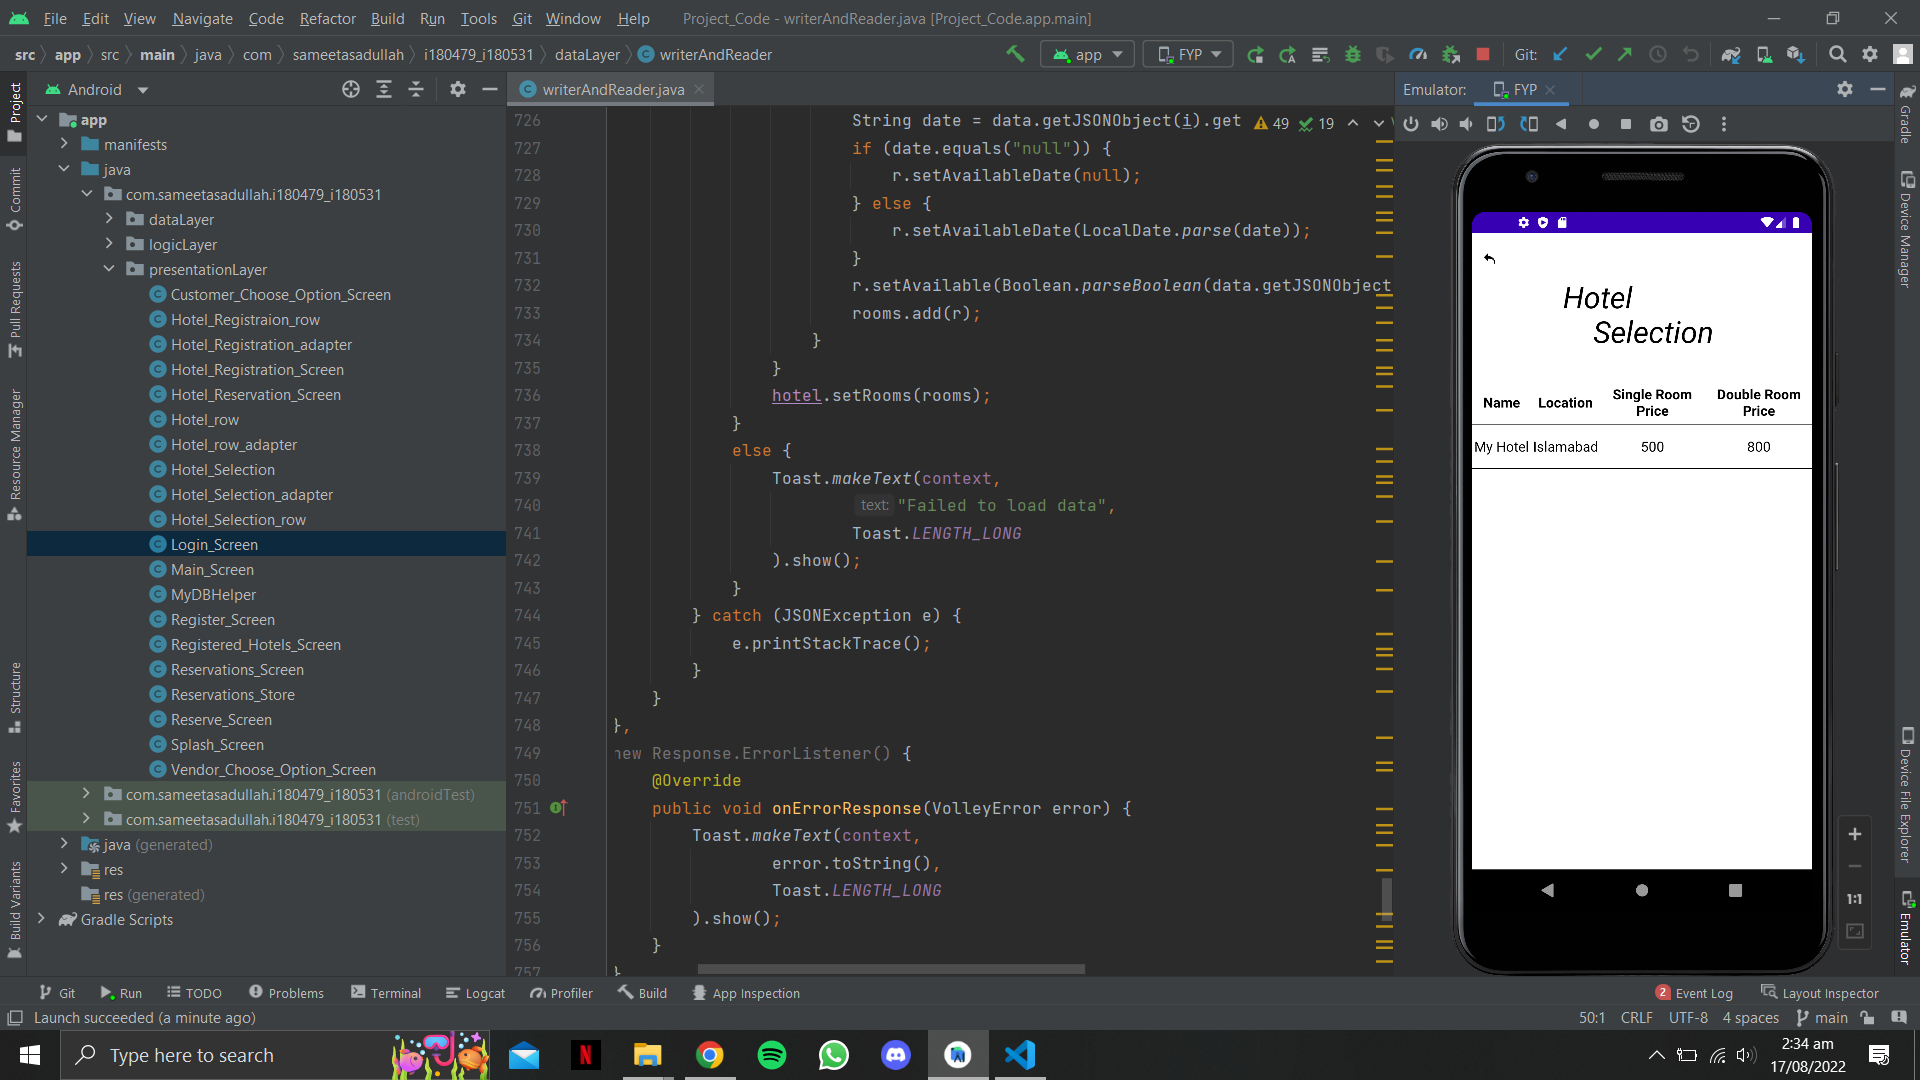 File Edit View Navigate Code Refactor Build Run Tools Git Window Help Project_Code - writerAndReader.java [Project_Code.app.main]
src app src main java com sameetasadullah i180479_i180531 dataLayer writerAndReader app FYP Git:
Android
writerAndReader.java
Emulator: FYP
Project
Commit
Pull Requests
Resource Manager
Structure
Favorites
Build Variants
app
manifests
java
com.sameetasadullah.i180479_i180531
dataLayer
logicLayer
presentationLayer
Customer_Choose_Option_Screen
Hotel_Registraion_row
Hotel_Registration_adapter
Hotel_Registration_Screen
Hotel_Reservation_Screen
Hotel_row
Hotel_row_adapter
Hotel_Selection
Hotel_Selection_adapter
Hotel_Selection_row
Login_Screen
Main_Screen
MyDBHelper
Register_Screen
Registered_Hotels_Screen
Reservations_Screen
Reservations_Store
Reserve_Screen
Splash_Screen
Vendor_Choose_Option_Screen
com.sameetasadullah.i180479_i180531 (androidTest)
com.sameetasadullah.i180479_i180531 (test)
java (generated)
res
res (generated)
Gradle Scripts
726 String date = data.getJSONObject(i).get 49 19
727 if (date.equals("null")) {
728 r.setAvailableDate(null);
729 } else {
730 r.setAvailableDate(LocalDate.parse(date));
731 }
732 r.setAvailable(Boolean.parseBoolean(data.getJSONObject
733 rooms.add(r);
734 }
735 }
736 hotel.setRooms(rooms);
737 }
738 else {
739 Toast.makeText(context,
740 text: "Failed to load data",
741 Toast.LENGTH_LONG
742 ).show();
743 }
744 } catch (JSONException e) {
745 e.printStackTrace();
746 }
747 }
748 },
749 new Response.ErrorListener() {
750 @Override
751 public void onErrorResponse(VolleyError error) {
752 Toast.makeText(context,
753 error.toString(),
754 Toast.LENGTH_LONG
755 ).show();
756 }
757 }
Hotel
Selection
Name Location Single Room Price Double Room Price
My Hotel Islamabad 500 800
1:1
Gradle
Device Manager
Device File Explorer
Emulator
Git Run TODO Problems Terminal Logcat Profiler Build App Inspection 2 Event Log Layout Inspector
Launch succeeded (a minute ago) 50:1 CRLF UTF-8 4 spaces main
Type here to search
2:34 am
17/08/2022